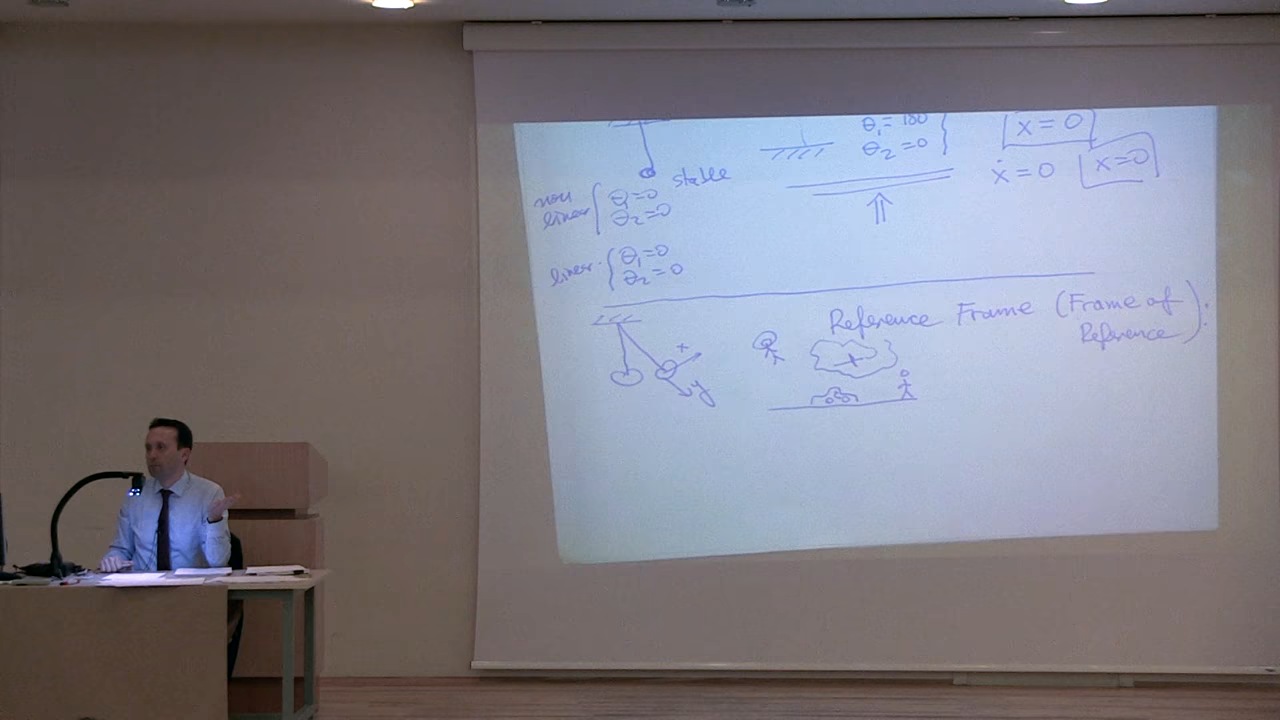 θ₁ = 180
θ₂ = 0
x = 0
ẋ = 0
x = 0
stable
non linear
θ₁ = 0
θ₂ = 0
linear
θ₁ = 0
θ₂ = 0
Reference Frame (Frame of
Reference):
x
y